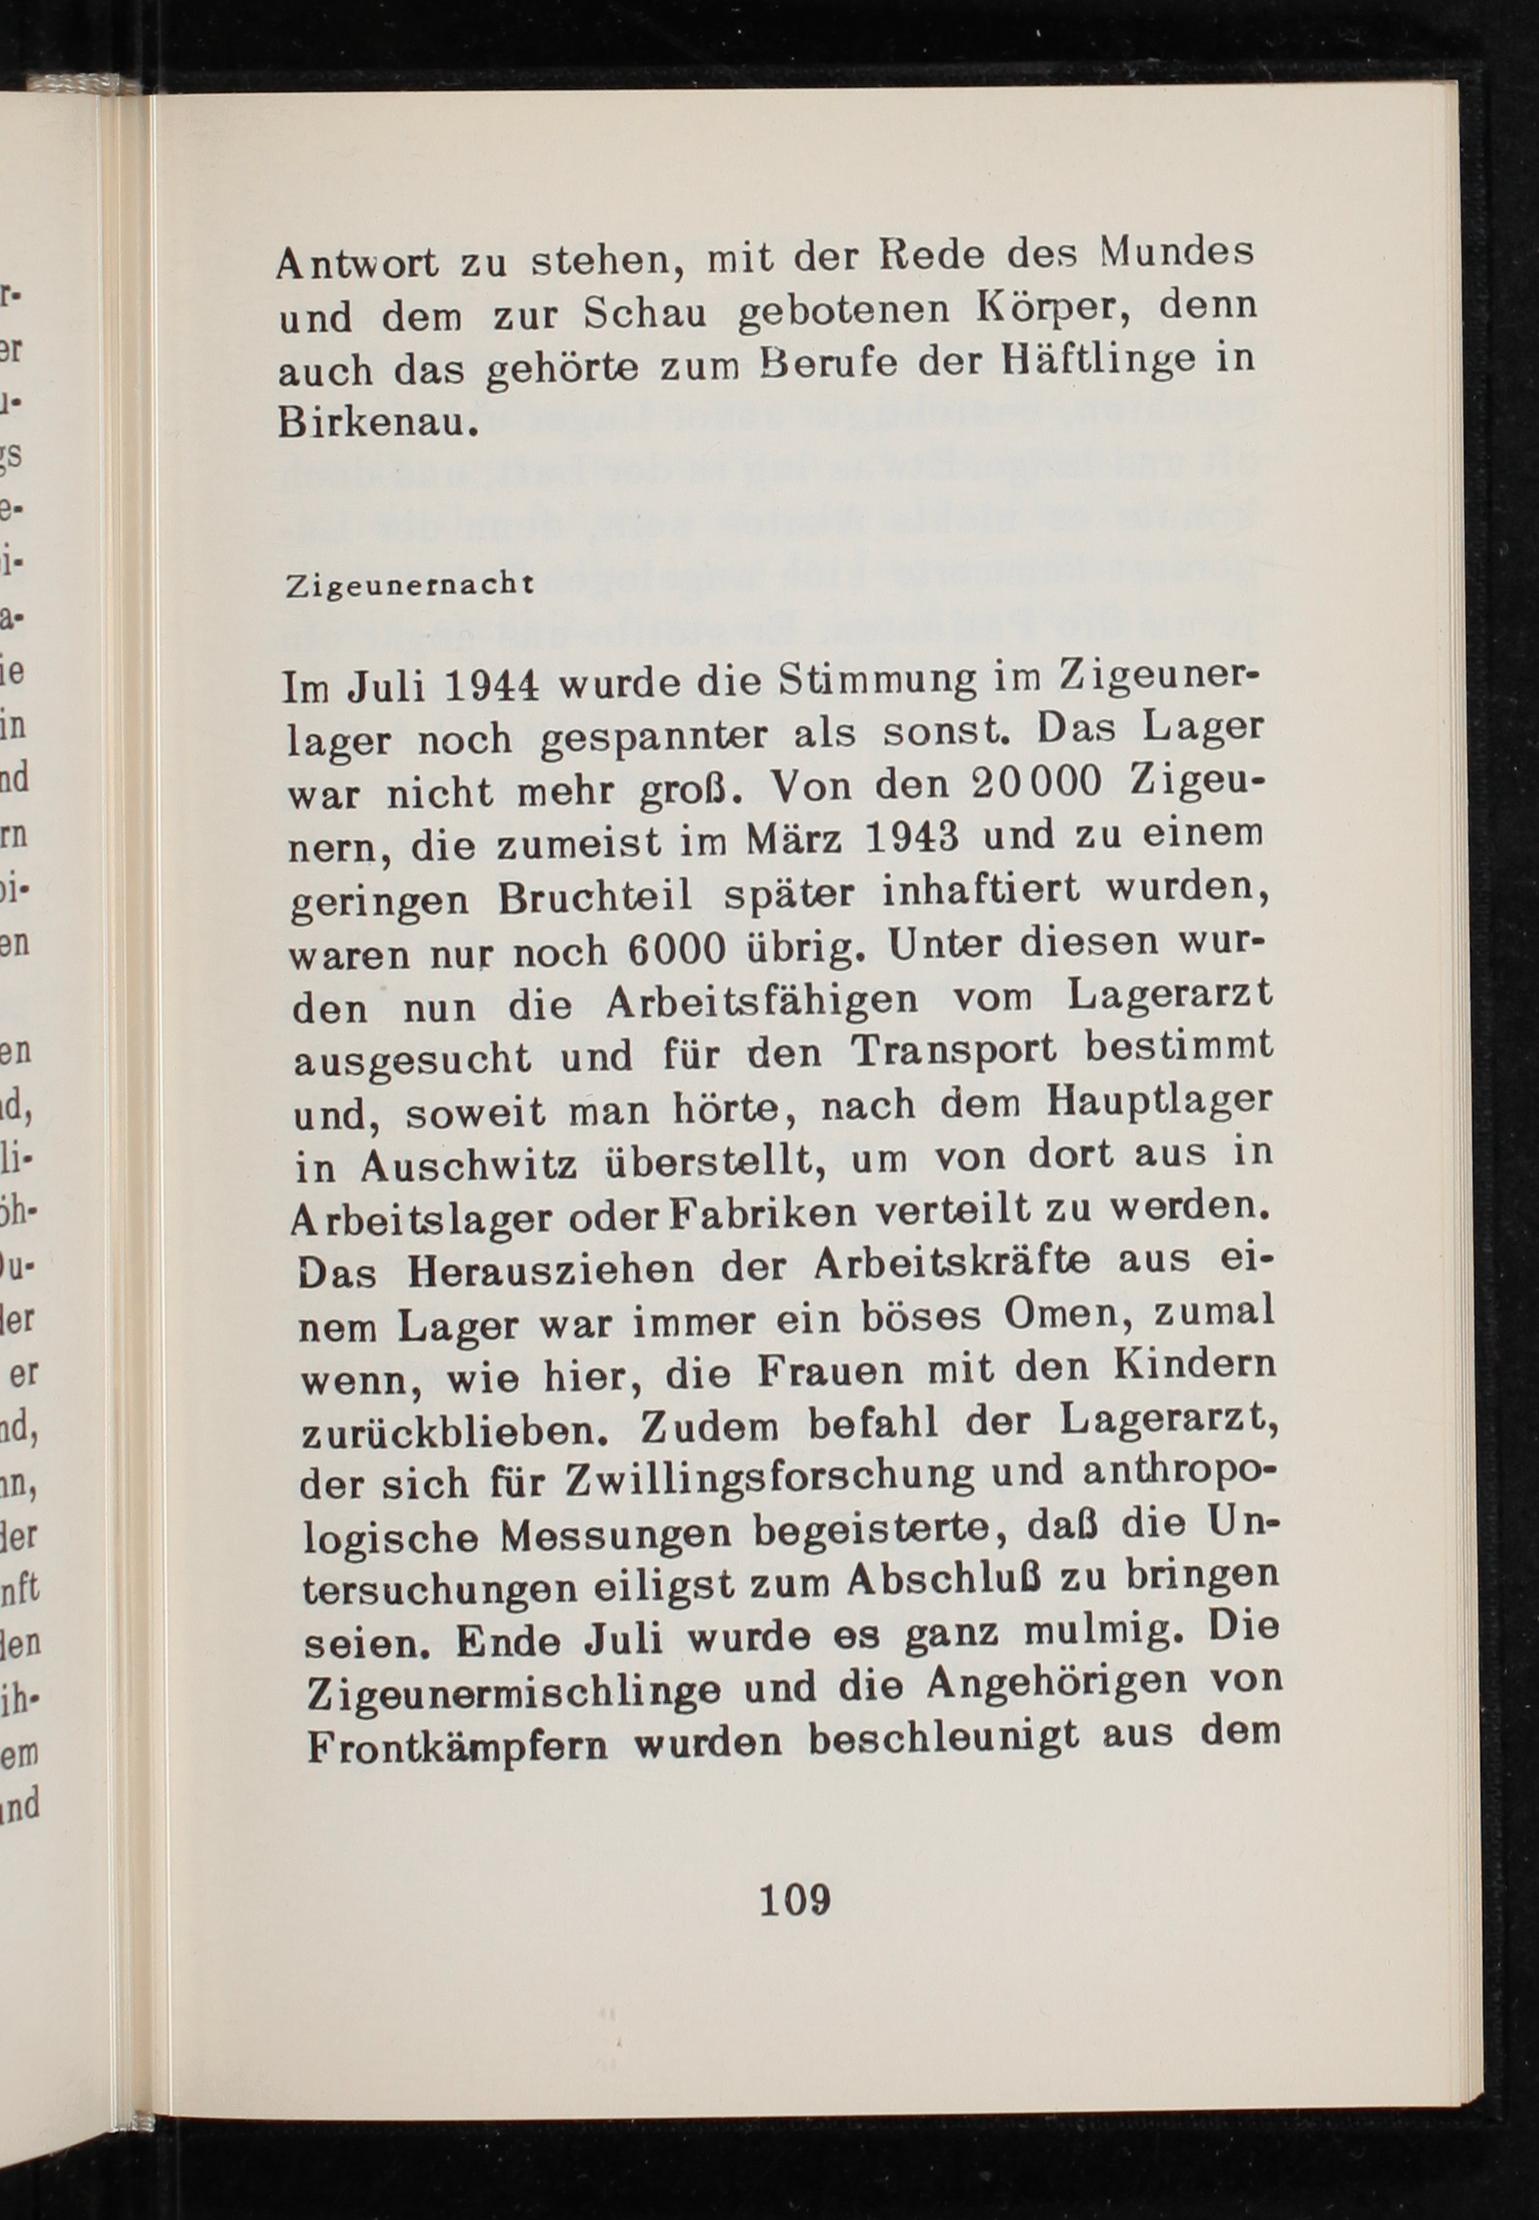 Antwort zu stehen, mit der Rede des Mundes
und dem zur Schau gebotenen Körper, denn
auch das gehörte zum Berufe der Häftlinge in
Birkenau.
Zigeunernacht
Im Juli 1944 wurde die Stimmung im Zigeuner-
lager noch gespannter als sonst. Das Lager
war nicht mehr groß. Von den 20000 Zigeu-
nern, die zumeist im März 1943 und zu einem
geringen Bruchteil später inhaftiert wurden,
waren nur noch 6000 übrig. Unter diesen wur-
den nun die Arbeitsfähigen vom Lagerarzt
ausgesucht und für den Transport bestimmt
und, soweit man hörte, nach dem Hauptlager
in Auschwitz überstellt, um von dort aus in
Arbeitslager oder Fabriken verteilt zu werden.
Das Herausziehen der Arbeitskräfte aus ei-
nem Lager war immer ein böses Omen, zumal
wenn, wie hier, die Frauen mit den Kindern
zurückblieben. Zudem befahl der Lagerarzt,
der sich für Zwillingsforschung und anthropo-
logische Messungen begeisterte, daß die Un-
tersuchungen eiligst zum Abschluß zu bringen
seien. Ende Juli wurde es ganz mulmig. Die
Zigeunermischlinge und die Angehörigen von
Frontkämpfern wurden beschleunigt aus dem
109